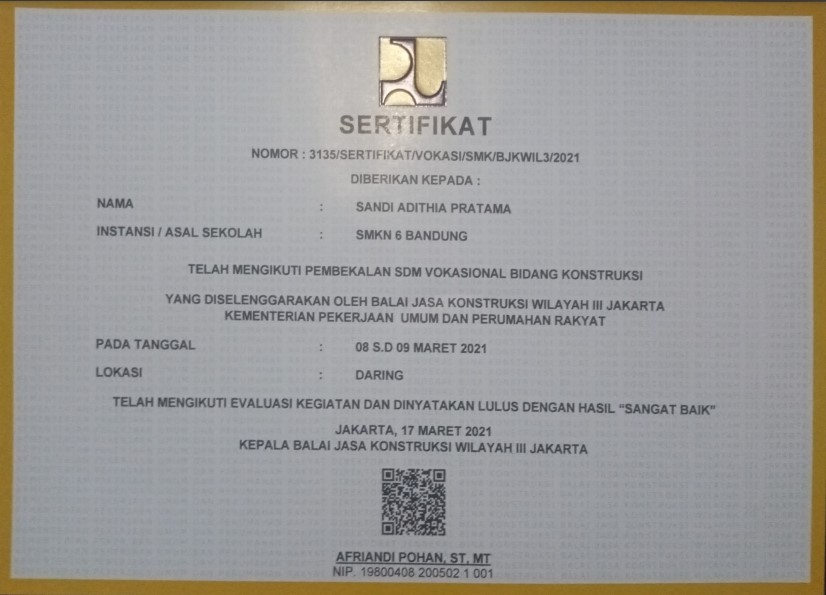 SERTIFIKAT
NOMOR : 3135/SERTIFIKAT/VOKASI/SMK/BJKWIL3/2021
DIBERIKAN KEPADA :
NAMA : SANDI ADITHIA PRATAMA
INSTANSI / ASAL SEKOLAH : SMKN 6 BANDUNG
TELAH MENGIKUTI PEMBEKALAN SDM VOKASIONAL BIDANG KONSTRUKSI
YANG DISELENGGARAKAN OLEH BALAI JASA KONSTRUKSI WILAYAH III JAKARTA
KEMENTERIAN PEKERJAAN UMUM DAN PERUMAHAN RAKYAT
PADA TANGGAL : 08 S.D 09 MARET 2021
LOKASI : DARING
TELAH MENGIKUTI EVALUASI KEGIATAN DAN DINYATAKAN LULUS DENGAN HASIL “SANGAT BAIK”
JAKARTA, 17 MARET 2021
KEPALA BALAI JASA KONSTRUKSI WILAYAH III JAKARTA
AFRIANDI POHAN, ST, MT
NIP. 19800408 200502 1 001